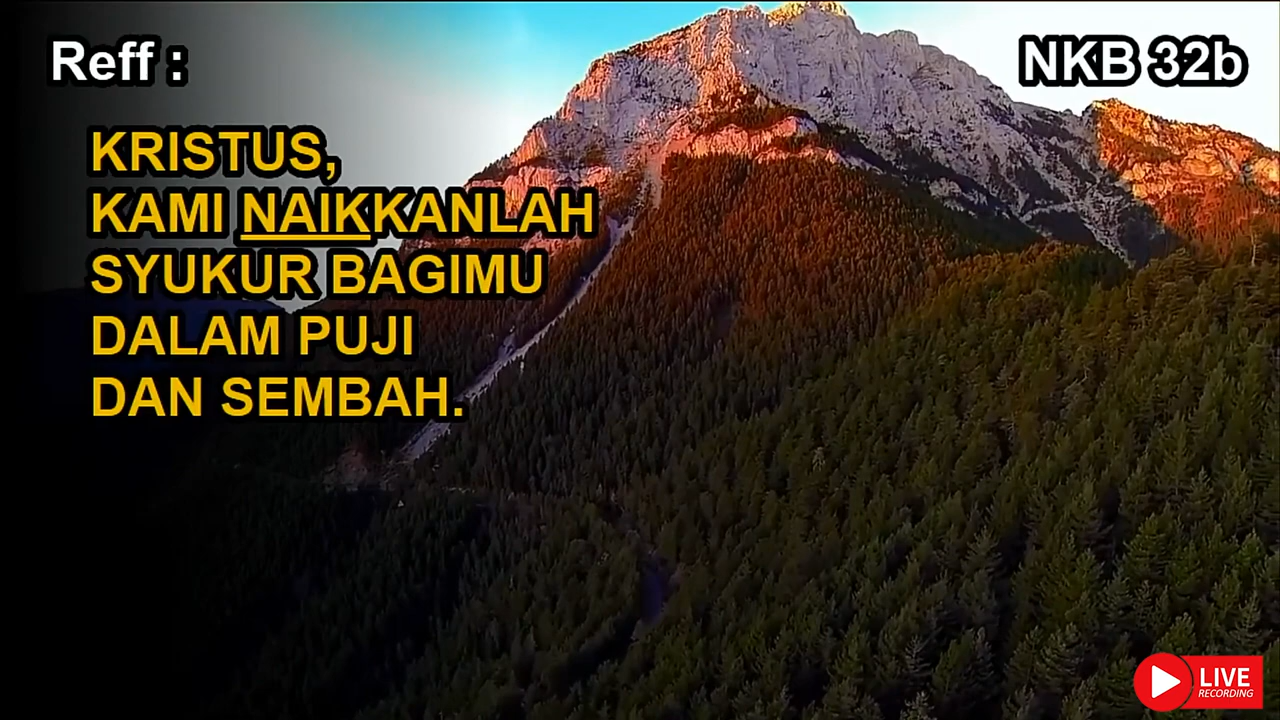 Reff :
NKB 32b
KRISTUS,
KAMI NAIKKANLAH
SYUKUR BAGIMU
DALAM PUJI
DAN SEMBAH.
LIVE
RECORDING